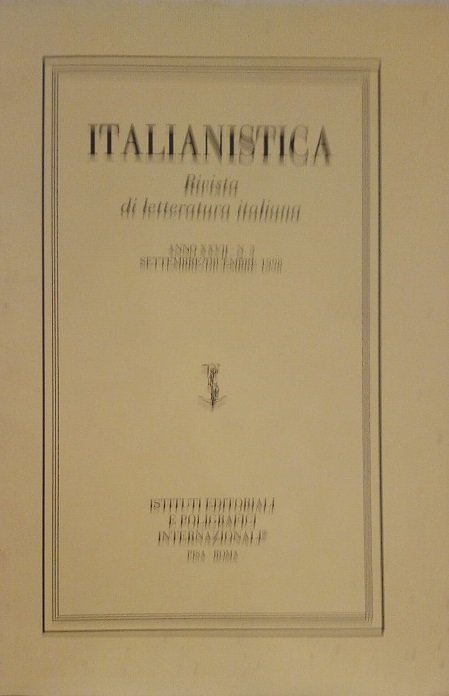 ITALIANISTICA
Rivista
di letteratura italiana
ANNO XXVII · N. 3
SETTEMBRE/DICEMBRE 1998
ISTITUTI EDITORIALI
E POLIGRAFICI
INTERNAZIONALI®
PISA · ROMA